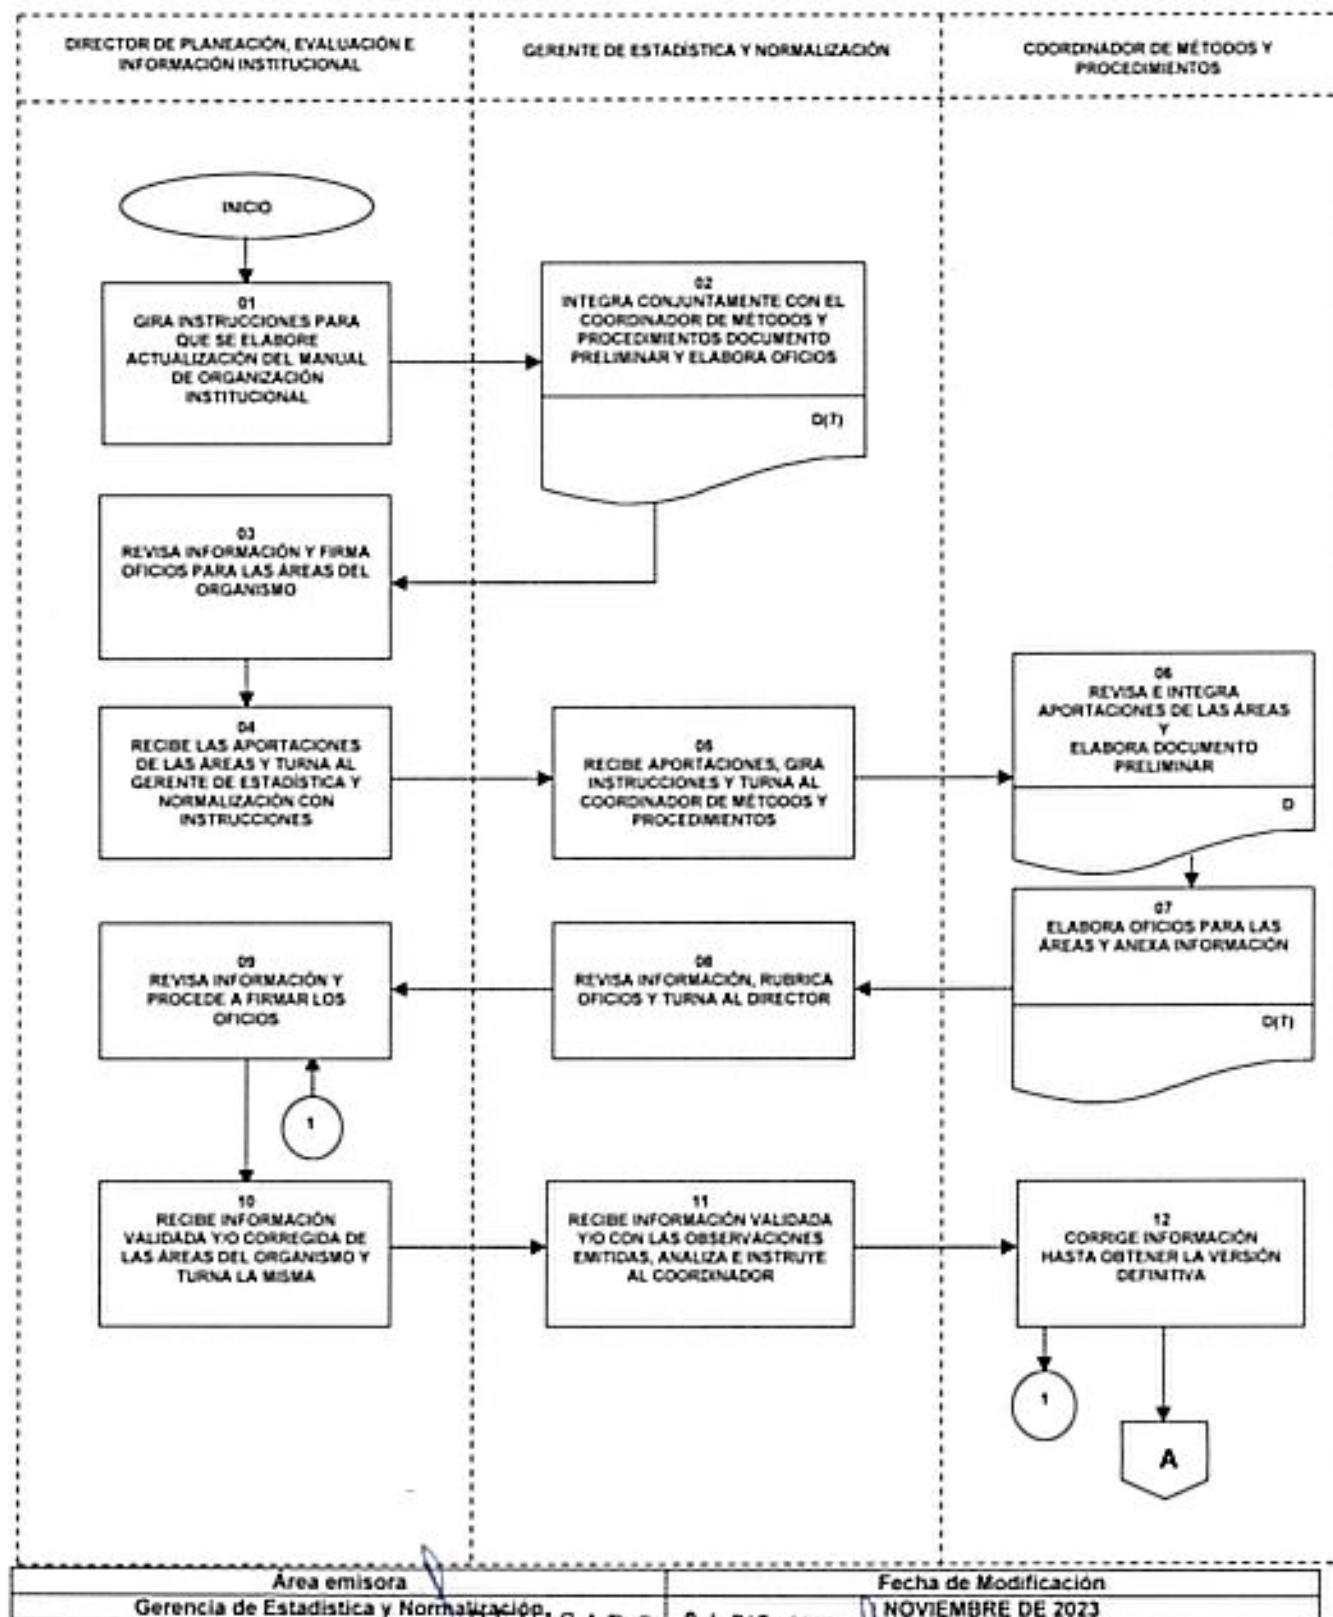 DIRECTOR DE PLANEACIÓN, EVALUACIÓN E
INFORMACIÓN INSTITUCIONAL
GERENTE DE ESTADÍSTICA Y NORMALIZACIÓN
COORDINADOR DE MÉTODOS Y
PROCEDIMIENTOS
INICIO
01
GIRA INSTRUCCIONES PARA
QUE SE ELABORE
ACTUALIZACIÓN DEL MANUAL
DE ORGANIZACIÓN
INSTITUCIONAL
02
INTEGRA CONJUNTAMENTE CON EL
COORDINADOR DE MÉTODOS Y
PROCEDIMIENTOS DOCUMENTO
PRELIMINAR Y ELABORA OFICIOS
D(7)
03
REVISA INFORMACIÓN Y FIRMA
OFICIOS PARA LAS ÁREAS DEL
ORGANISMO
04
RECIBE LAS APORTACIONES
DE LAS ÁREAS Y TURNA AL
GERENTE DE ESTADÍSTICA Y
NORMALIZACIÓN CON
INSTRUCCIONES
05
RECIBE APORTACIONES, GIRA
INSTRUCCIONES Y TURNA AL
COORDINADOR DE MÉTODOS Y
PROCEDIMIENTOS
06
REVISA E INTEGRA
APORTACIONES DE LAS ÁREAS
Y
ELABORA DOCUMENTO
PRELIMINAR
D
07
ELABORA OFICIOS PARA LAS
ÁREAS Y ANEXA INFORMACIÓN
D(7)
08
REVISA INFORMACIÓN, RUBRICA
OFICIOS Y TURNA AL DIRECTOR
09
REVISA INFORMACIÓN Y
PROCEDE A FIRMAR LOS
OFICIOS
1
10
RECIBE INFORMACIÓN
VALIDADA Y/O CORREGIDA DE
LAS ÁREAS DEL ORGANISMO Y
TURNA LA MISMA
11
RECIBE INFORMACIÓN VALIDADA
Y/O CON LAS OBSERVACIONES
EMITIDAS, ANALIZA E INSTRUYE
AL COORDINADOR
12
CORRIGE INFORMACIÓN
HASTA OBTENER LA VERSIÓN
DEFINITIVA
1
A
Área emisora
Fecha de Modificación
Gerencia de Estadística y Normalización
NOVIEMBRE DE 2023